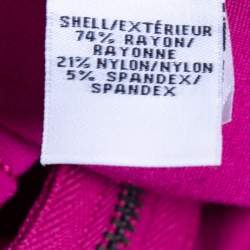 SHELL/EXTÉRIEUR
74% RAYON/
RAYONNE
21% NYLON/NYLON
5% SPANDEX/
SPANDEX